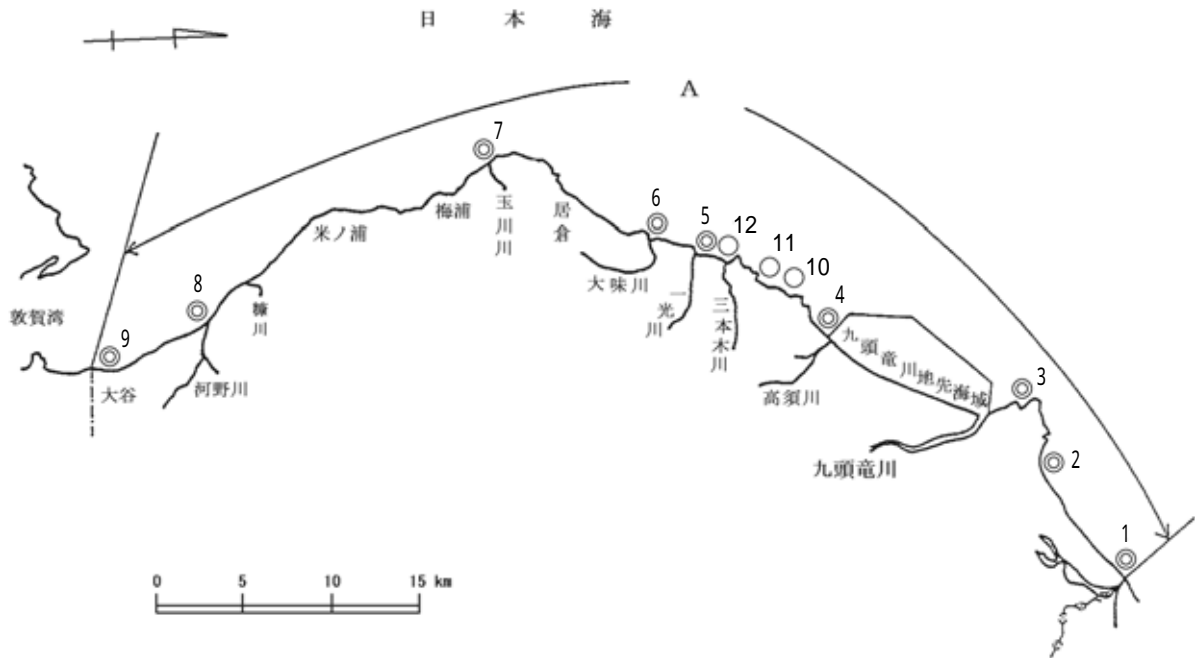 日本海
A
7
梅浦
玉川川
居倉
米ノ浦
6
5
12
11
10
4
大味川
一光川
三本木川
九頭竜川地先海域
高須川
3
九頭竜川
2
1
8
糠川
敦賀湾
9
大谷
河野川
0 5 10 15 km